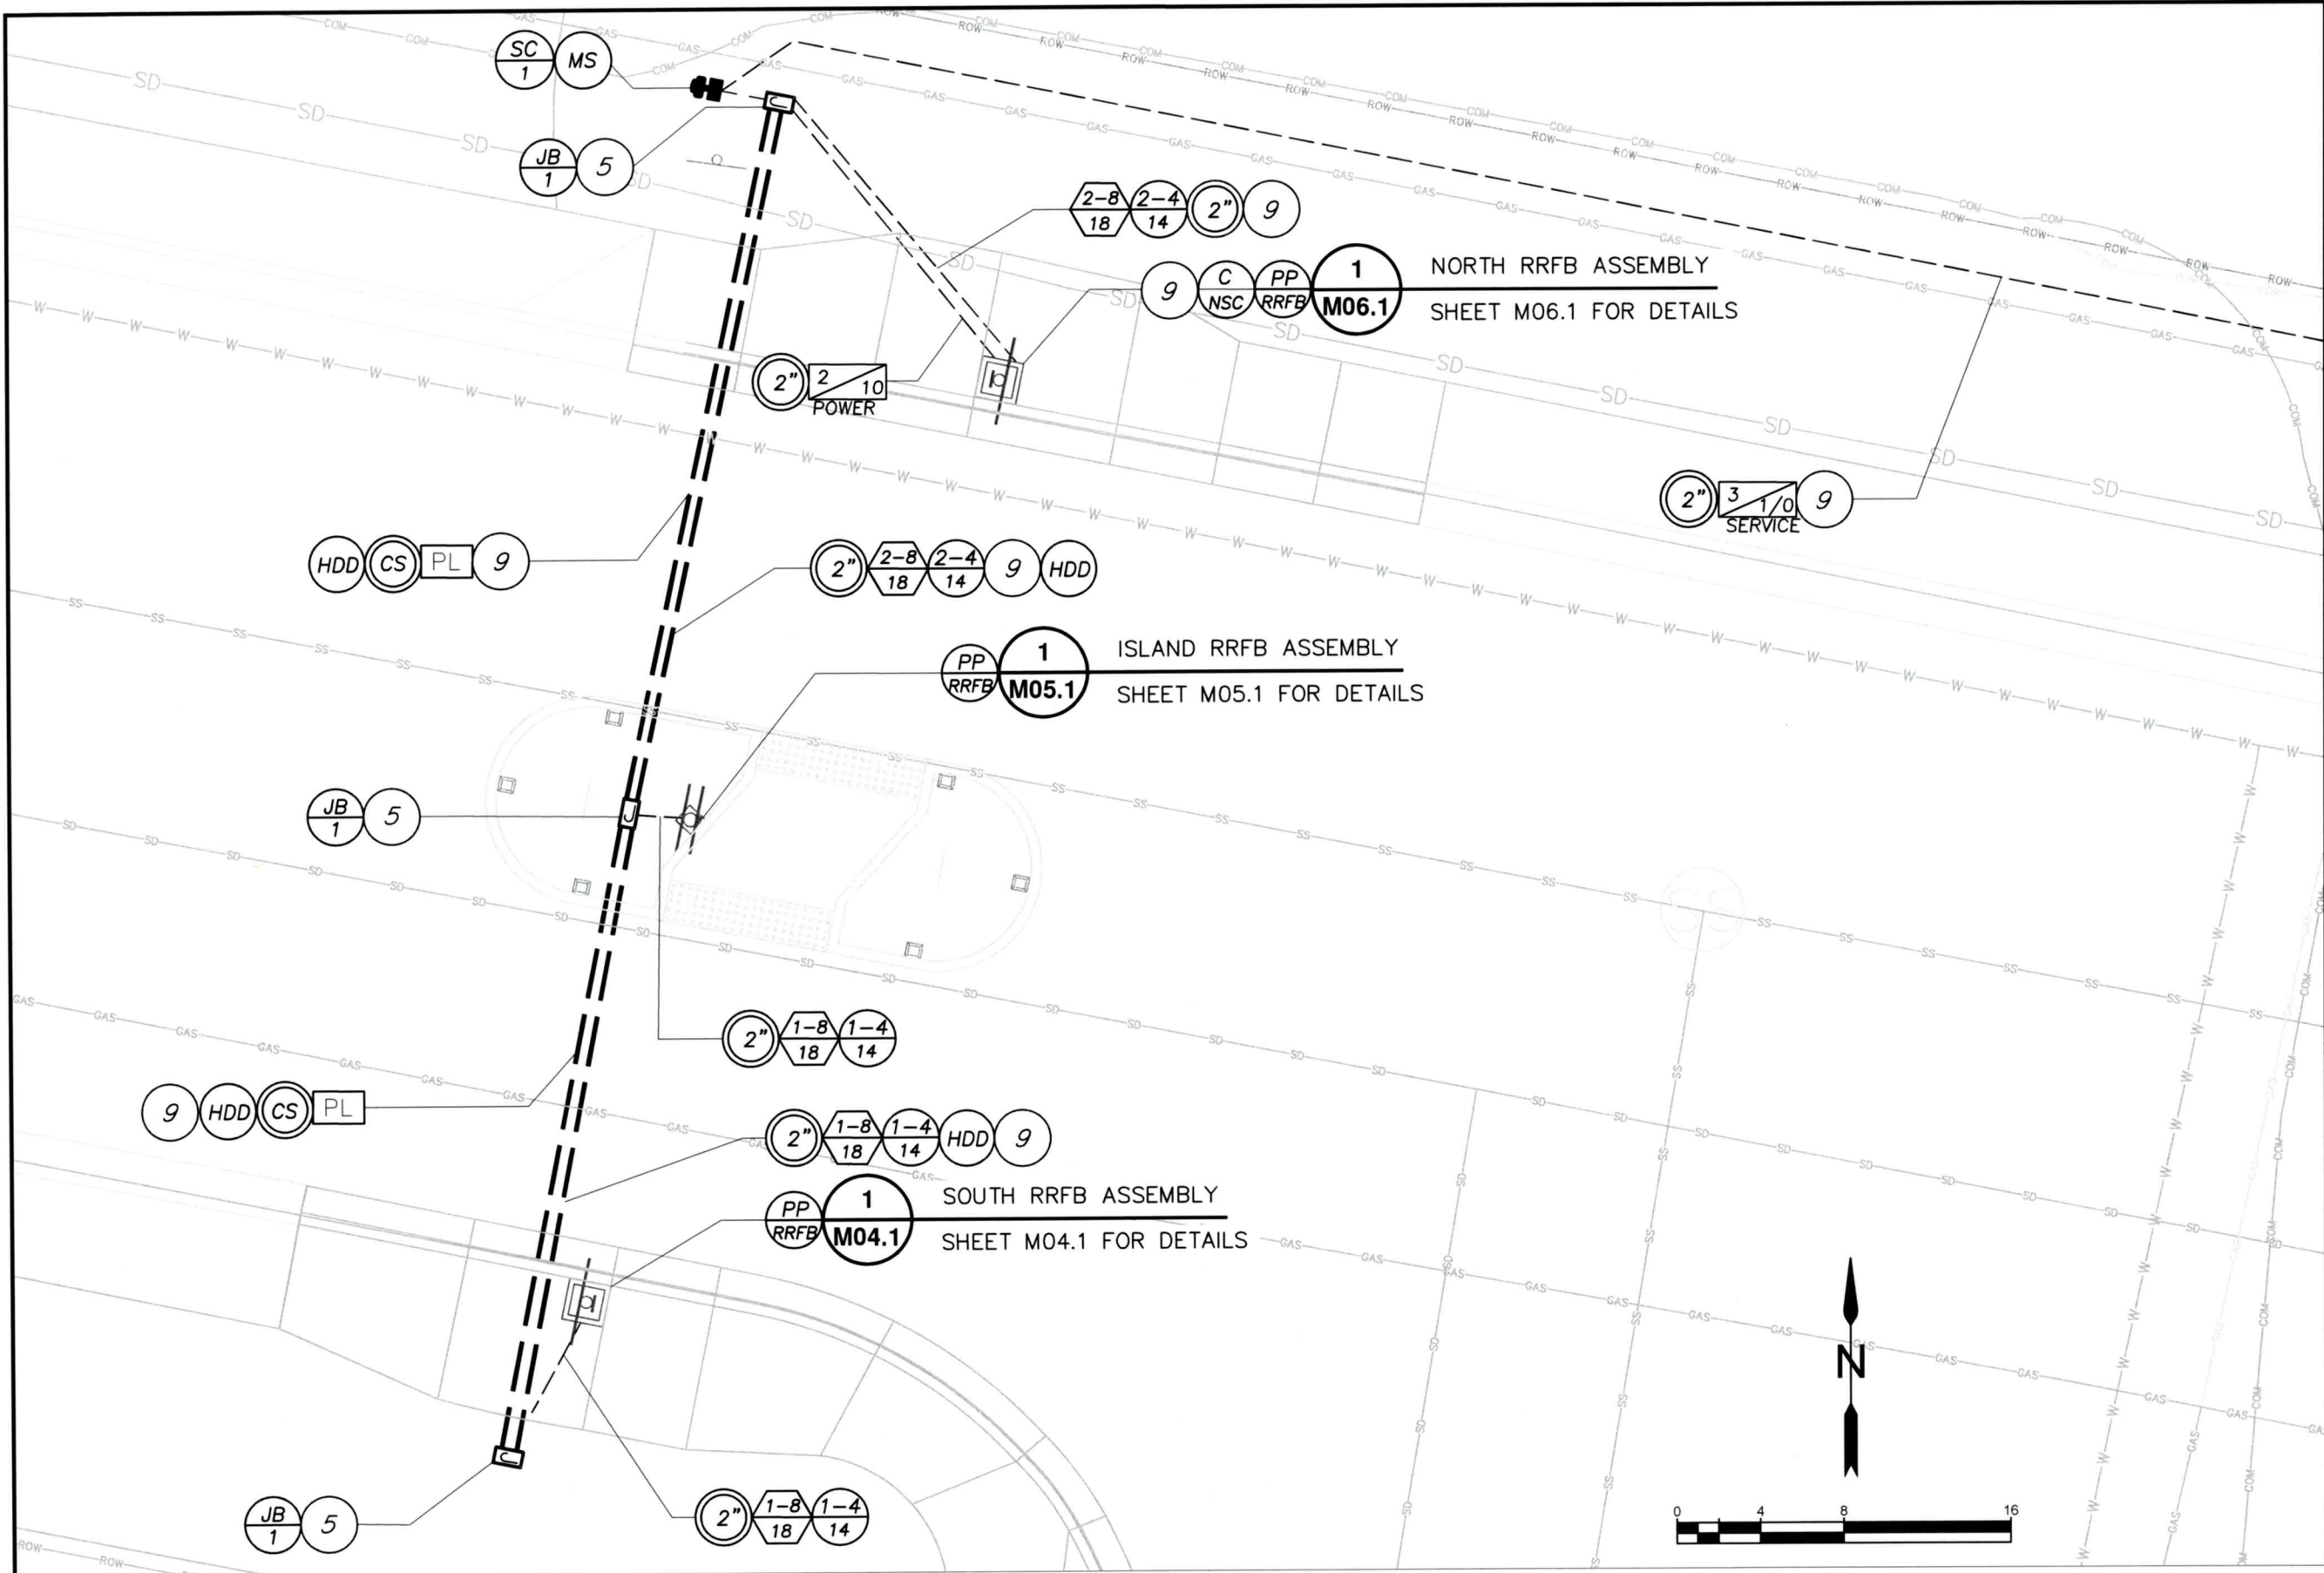 SC
1
MS
JB
1
5
2-8
18
2-4
14
2"
9
9
C
NSC
PP
RRFB
1
M06.1
NORTH RRFB ASSEMBLY
SHEET M06.1 FOR DETAILS
2"
2
10
POWER
2"
3
1/0
9
SERVICE
HDD
CS
PL
9
2"
2-8
18
2-4
14
9
HDD
PP
RRFB
1
M05.1
ISLAND RRFB ASSEMBLY
SHEET M05.1 FOR DETAILS
JB
1
5
2"
1-8
18
1-4
14
9
HDD
CS
PL
2"
1-8
18
1-4
14
HDD
9
PP
RRFB
1
M04.1
SOUTH RRFB ASSEMBLY
SHEET M04.1 FOR DETAILS
JB
1
5
2"
1-8
18
1-4
14
N
0 4 8 16
COM
GAS
ROW
SD
W
SS